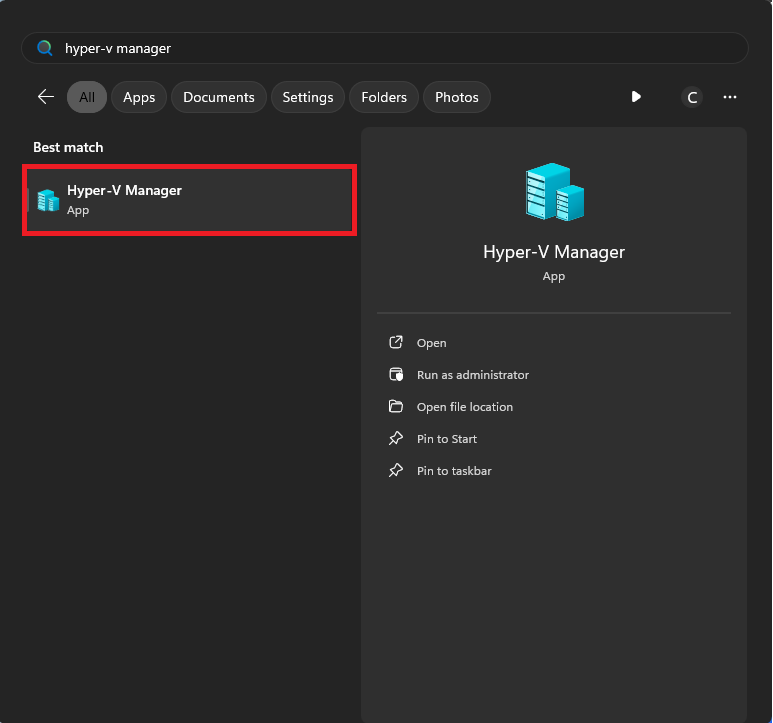 hyper-v manager
All Apps Documents Settings Folders Photos C
Best match
Hyper-V Manager
App
Hyper-V Manager
App
Open
Run as administrator
Open file location
Pin to Start
Pin to taskbar